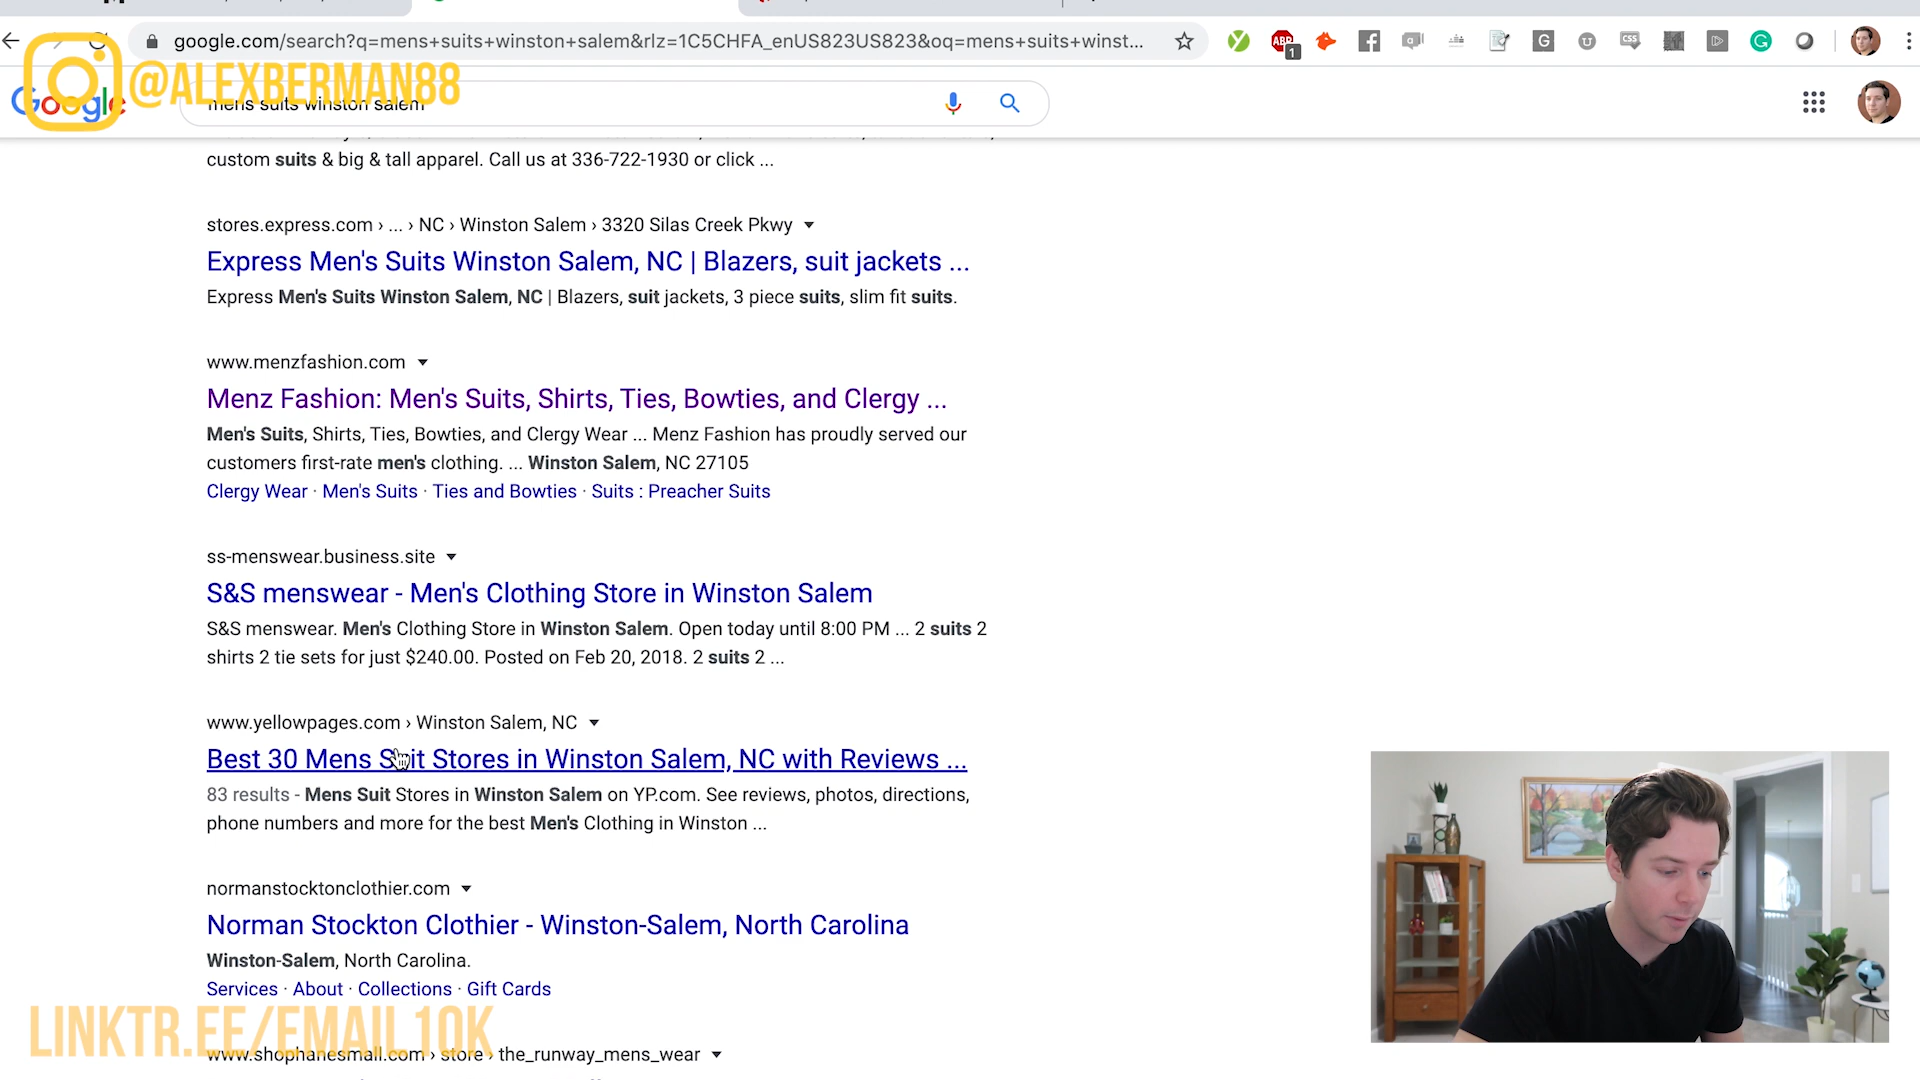 google.com/search?q=mens+suits+winston+salem&rlz=1C5CHFA_enUS823US823&oq=mens+suits+winst...
ABP
1
G
CSS
@ALEXBERMAN88
Google
mens suits winston salem
custom suits & big & tall apparel. Call us at 336-722-1930 or click ...
stores.express.com › ... › NC › Winston Salem › 3320 Silas Creek Pkwy
Express Men's Suits Winston Salem, NC | Blazers, suit jackets ...
Express Men's Suits Winston Salem, NC | Blazers, suit jackets, 3 piece suits, slim fit suits.
www.menzfashion.com
Menz Fashion: Men's Suits, Shirts, Ties, Bowties, and Clergy ...
Men's Suits, Shirts, Ties, Bowties, and Clergy Wear ... Menz Fashion has proudly served our
customers first-rate men's clothing. ... Winston Salem, NC 27105
Clergy Wear · Men's Suits · Ties and Bowties · Suits : Preacher Suits
ss-menswear.business.site
S&S menswear - Men's Clothing Store in Winston Salem
S&S menswear. Men's Clothing Store in Winston Salem. Open today until 8:00 PM ... 2 suits 2
shirts 2 tie sets for just $240.00. Posted on Feb 20, 2018. 2 suits 2 ...
www.yellowpages.com › Winston Salem, NC
Best 30 Mens Suit Stores in Winston Salem, NC with Reviews ...
83 results - Mens Suit Stores in Winston Salem on YP.com. See reviews, photos, directions,
phone numbers and more for the best Men's Clothing in Winston ...
normanstocktonclothier.com
Norman Stockton Clothier - Winston-Salem, North Carolina
Winston-Salem, North Carolina.
Services · About · Collections · Gift Cards
LINKTR.EE/EMAIL10K
www.shophanesmall.com › store › the_runway_mens_wear